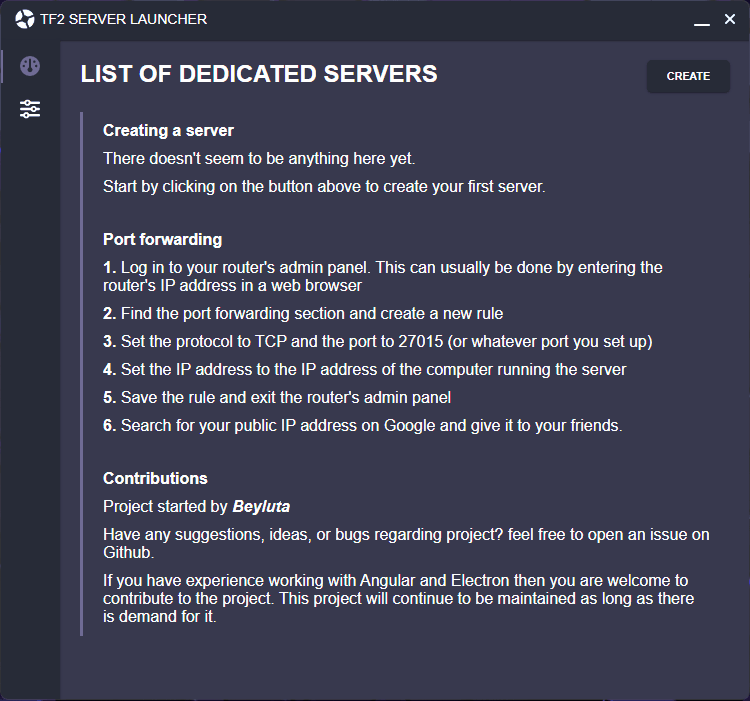 TF2 SERVER LAUNCHER
LIST OF DEDICATED SERVERS
CREATE
Creating a server
There doesn't seem to be anything here yet.
Start by clicking on the button above to create your first server.
Port forwarding
1. Log in to your router's admin panel. This can usually be done by entering the
router's IP address in a web browser
2. Find the port forwarding section and create a new rule
3. Set the protocol to TCP and the port to 27015 (or whatever port you set up)
4. Set the IP address to the IP address of the computer running the server
5. Save the rule and exit the router's admin panel
6. Search for your public IP address on Google and give it to your friends.
Contributions
Project started by Beyluta
Have any suggestions, ideas, or bugs regarding project? feel free to open an issue on
Github.
If you have experience working with Angular and Electron then you are welcome to
contribute to the project. This project will continue to be maintained as long as there
is demand for it.